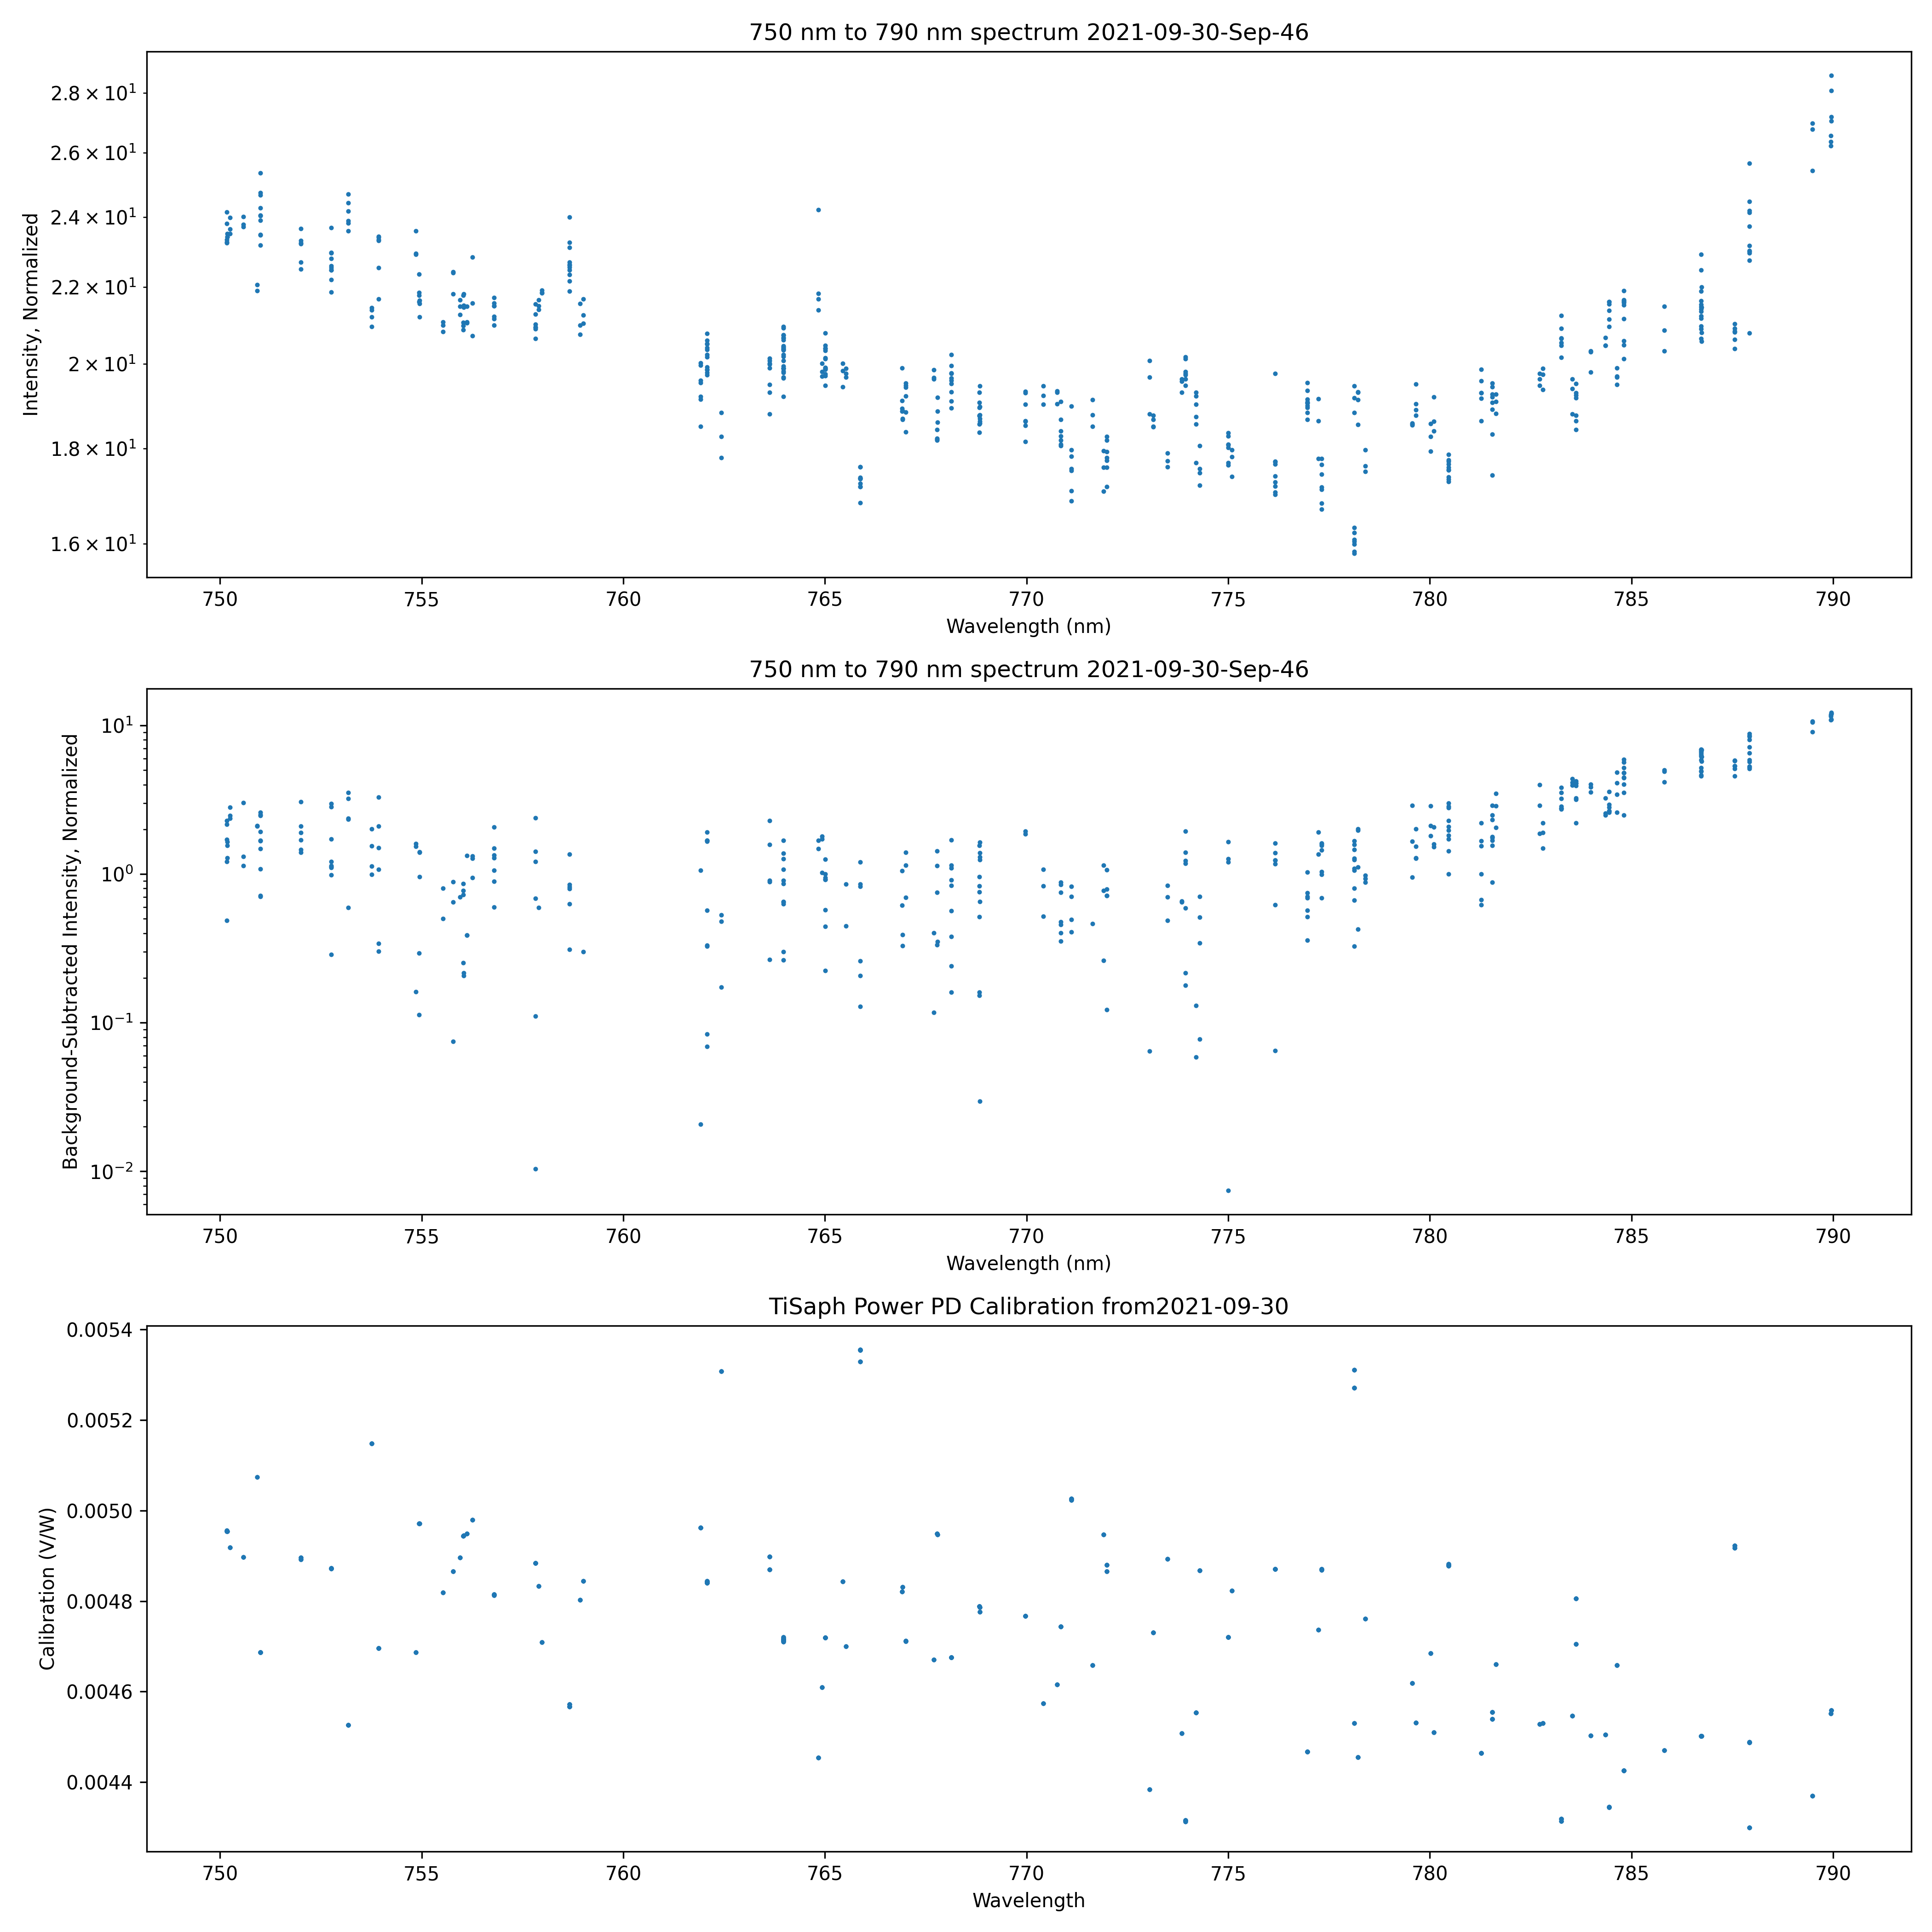 750 nm to 790 nm spectrum 2021-09-30-Sep-46
Intensity, Normalized
2.8 × 10¹
2.6 × 10¹
2.4 × 10¹
2.2 × 10¹
2 × 10¹
1.8 × 10¹
1.6 × 10¹
750 755 760 765 770 775 780 785 790
Wavelength (nm)
750 nm to 790 nm spectrum 2021-09-30-Sep-46
Background-Subtracted Intensity, Normalized
10¹
10⁰
10⁻¹
10⁻²
750 755 760 765 770 775 780 785 790
Wavelength (nm)
TiSaph Power PD Calibration from2021-09-30
Calibration (V/W)
0.0054
0.0052
0.0050
0.0048
0.0046
0.0044
750 755 760 765 770 775 780 785 790
Wavelength